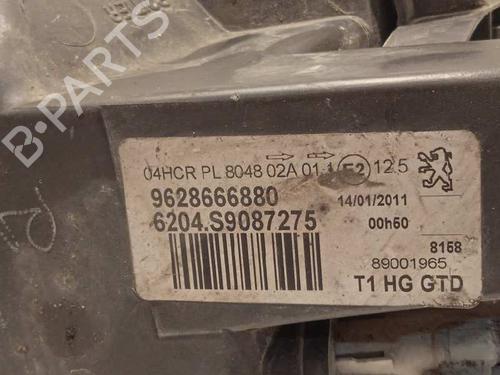 04HCR PL 8048 02A 01 E2 12.5
9628666880 14/01/2011
6204.S9087275 00h50
8158
89001965
T1 HG GTD
B-PARTS